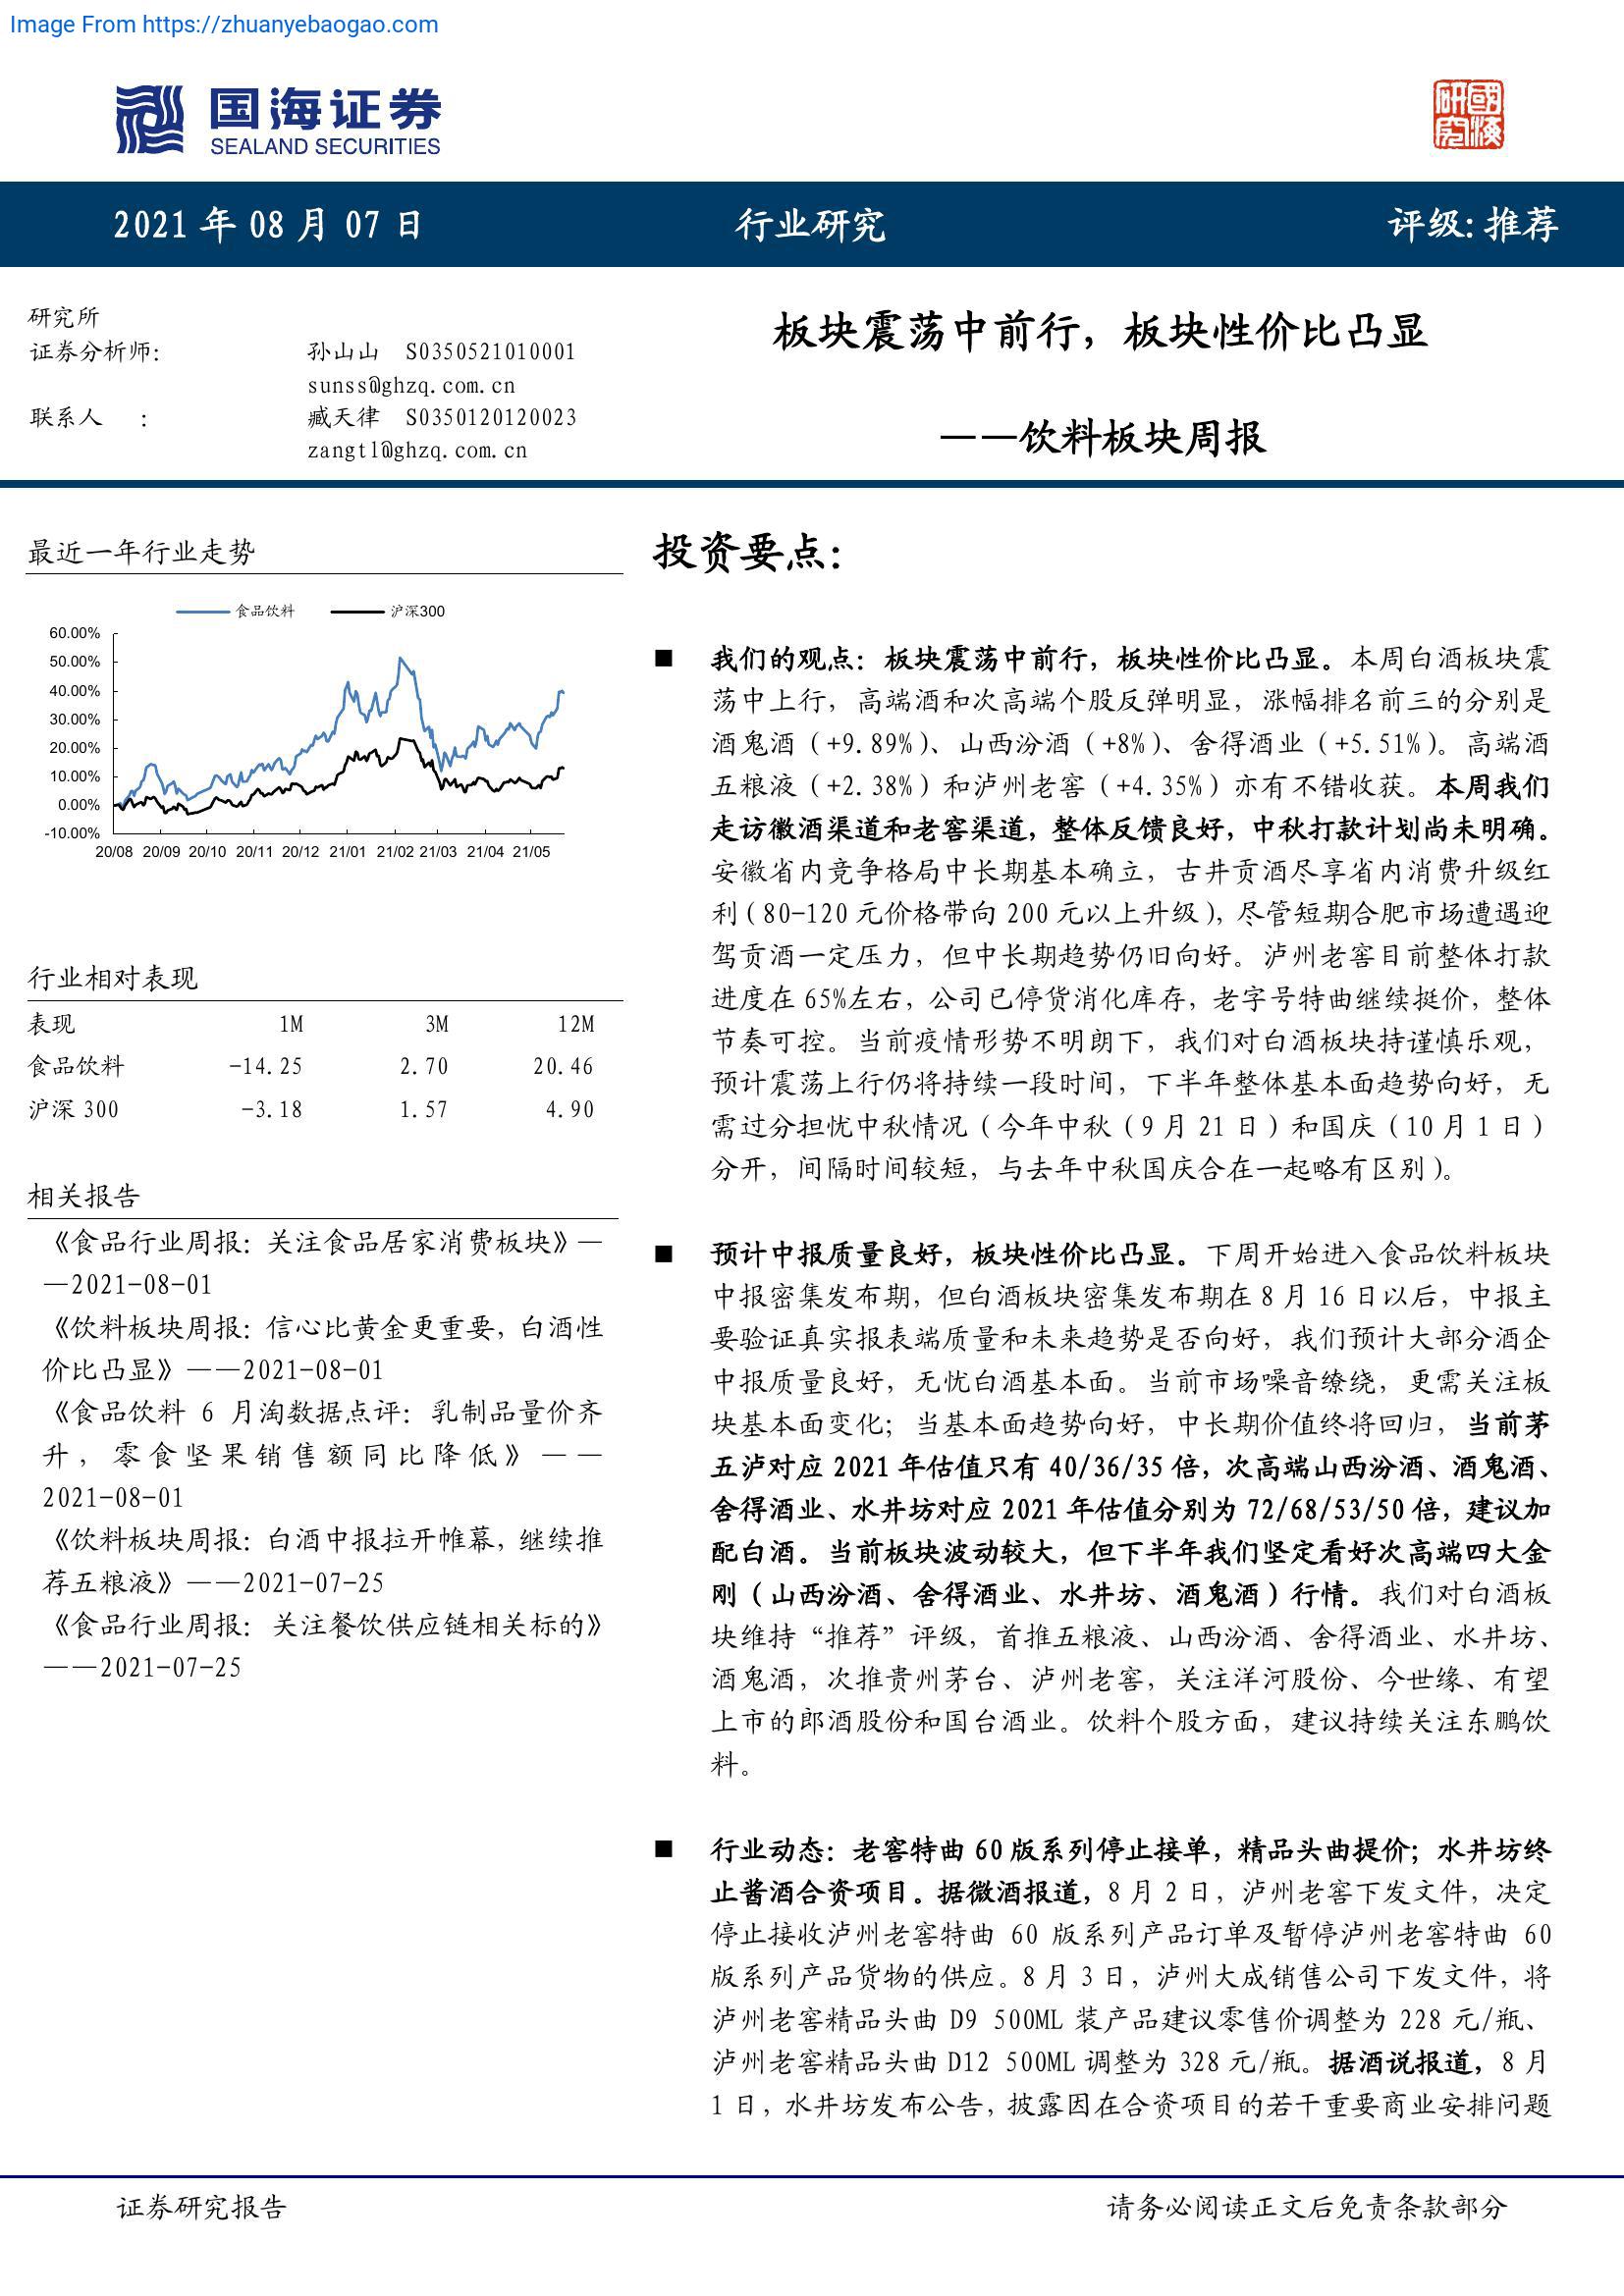 Image From https://zhuanyebaogao.com
国海证券
SEALAND SECURITIES
國海研究
2021 年 08 月 07 日
行业研究
评级:推荐
研究所
证券分析师:
孙山山 S0350521010001
sunss@ghzq.com.cn
联系人 :
臧天律 S0350120120023
zangtl@ghzq.com.cn
板块震荡中前行，板块性价比凸显
——饮料板块周报
最近一年行业走势
食品饮料 沪深300
60.00%
50.00%
40.00%
30.00%
20.00%
10.00%
0.00%
-10.00%
20/08 20/09 20/10 20/11 20/12 21/01 21/02 21/03 21/04 21/05
行业相对表现
表现 1M 3M 12M
食品饮料 -14.25 2.70 20.46
沪深 300 -3.18 1.57 4.90
相关报告
《食品行业周报：关注食品居家消费板块》—
—2021-08-01
《饮料板块周报：信心比黄金更重要，白酒性
价比凸显》——2021-08-01
《食品饮料 6 月淘数据点评：乳制品量价齐
升，零食坚果销售额同比降低》——
2021-08-01
《饮料板块周报：白酒中报拉开帷幕，继续推
荐五粮液》——2021-07-25
《食品行业周报：关注餐饮供应链相关标的》
——2021-07-25
投资要点：
■ 我们的观点：板块震荡中前行，板块性价比凸显。本周白酒板块震
荡中上行，高端酒和次高端个股反弹明显，涨幅排名前三的分别是
酒鬼酒（+9.89%）、山西汾酒（+8%）、舍得酒业（+5.51%）。高端酒
五粮液（+2.38%）和泸州老窖（+4.35%）亦有不错收获。本周我们
走访徽酒渠道和老窖渠道，整体反馈良好，中秋打款计划尚未明确。
安徽省内竞争格局中长期基本确立，古井贡酒尽享省内消费升级红
利（80-120 元价格带向 200 元以上升级），尽管短期合肥市场遭遇迎
驾贡酒一定压力，但中长期趋势仍旧向好。泸州老窖目前整体打款
进度在 65%左右，公司已停货消化库存，老字号特曲继续挺价，整体
节奏可控。当前疫情形势不明朗下，我们对白酒板块持谨慎乐观，
预计震荡上行仍将持续一段时间，下半年整体基本面趋势向好，无
需过分担忧中秋情况（今年中秋（9 月 21 日）和国庆（10 月 1 日）
分开，间隔时间较短，与去年中秋国庆合在一起略有区别）。
■ 预计中报质量良好，板块性价比凸显。下周开始进入食品饮料板块
中报密集发布期，但白酒板块密集发布期在 8 月 16 日以后，中报主
要验证真实报表端质量和未来趋势是否向好，我们预计大部分酒企
中报质量良好，无忧白酒基本面。当前市场噪音缭绕，更需关注板
块基本面变化；当基本面趋势向好，中长期价值终将回归，当前茅
五泸对应 2021 年估值只有 40/36/35 倍，次高端山西汾酒、酒鬼酒、
舍得酒业、水井坊对应 2021 年估值分别为 72/68/53/50 倍，建议加
配白酒。当前板块波动较大，但下半年我们坚定看好次高端四大金
刚（山西汾酒、舍得酒业、水井坊、酒鬼酒）行情。我们对白酒板
块维持“推荐”评级，首推五粮液、山西汾酒、舍得酒业、水井坊、
酒鬼酒，次推贵州茅台、泸州老窖，关注洋河股份、今世缘、有望
上市的郎酒股份和国台酒业。饮料个股方面，建议持续关注东鹏饮
料。
■ 行业动态：老窖特曲 60 版系列停止接单，精品头曲提价；水井坊终
止酱酒合资项目。据微酒报道，8 月 2 日，泸州老窖下发文件，决定
停止接收泸州老窖特曲 60 版系列产品订单及暂停泸州老窖特曲 60
版系列产品货物的供应。8 月 3 日，泸州大成销售公司下发文件，将
泸州老窖精品头曲 D9 500ML 装产品建议零售价调整为 228 元/瓶、
泸州老窖精品头曲 D12 500ML 调整为 328 元/瓶。据酒说报道，8 月
1 日，水井坊发布公告，披露因在合资项目的若干重要商业安排问题
证券研究报告
请务必阅读正文后免责条款部分